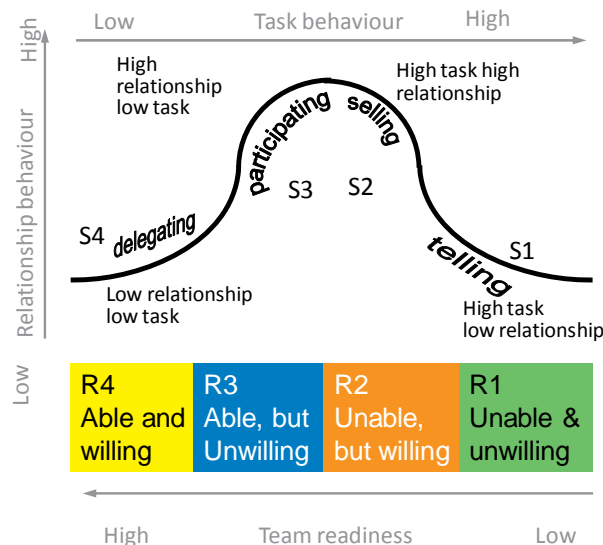 Low Task behaviour High
High
High
relationship
low task
High task high
relationship
Relationship behaviour
participating
selling
S3 S2
S4 delegating
telling
S1
Low relationship
low task
High task
low relationship
Low
R4
Able and
willing
R3
Able, but
Unwilling
R2
Unable,
but willing
R1
Unable &
unwilling
High Team readiness Low